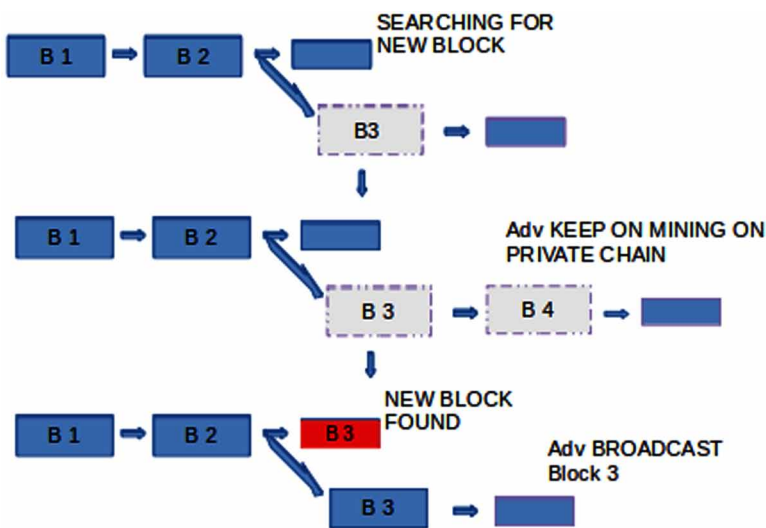 SEARCHING FOR
NEW BLOCK
B 1
B 2
B3
B 1
B 2
Adv KEEP ON MINING ON
PRIVATE CHAIN
B 3
B 4
NEW BLOCK
FOUND
B 1
B 2
B 3
Adv BROADCAST
Block 3
B 3